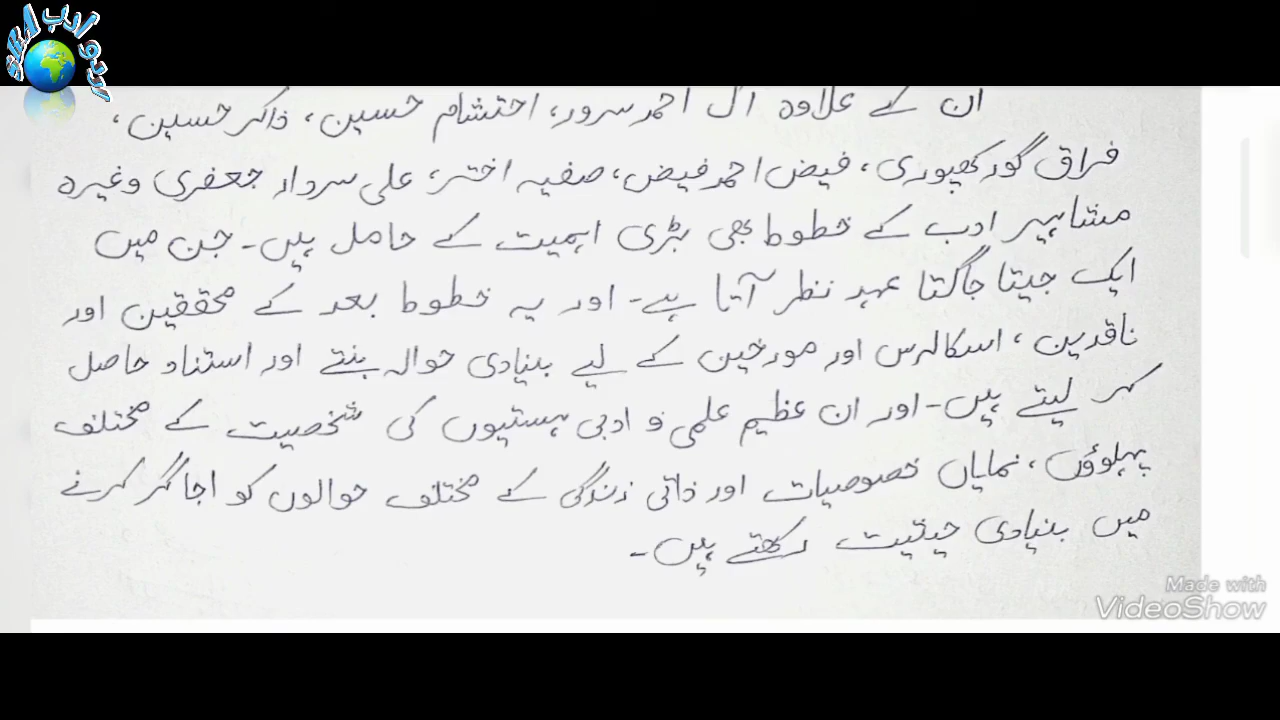 SBA اردو ادب
ان کے علاوہ آل احمد سرور، احتشام حسین، ذاکر حسین،
فراق گورکھپوری، فیض احمد فیض، صفیہ اختر، علی سردار جعفری وغیرہ
مشاہیر ادب کے خطوط بھی بڑی اہمیت کے حامل ہیں۔ جن میں
ایک جیتا جاگتا عہد نظر آتا ہے۔ اور یہ خطوط بعد کے محققین اور
ناقدین، اسکالرس اور مورخین کے لیے بنیادی حوالہ بنتے اور استناد حاصل
کر لیتے ہیں۔ اور ان عظیم علمی و ادبی ہستیوں کی شخصیت کے مختلف
پہلوؤں، نمایاں خصوصیات اور ذاتی زندگی کے مختلف حوالوں کو اجاگر کرنے
میں بنیادی حیثیت رکھتے ہیں۔
Made with
VideoShow